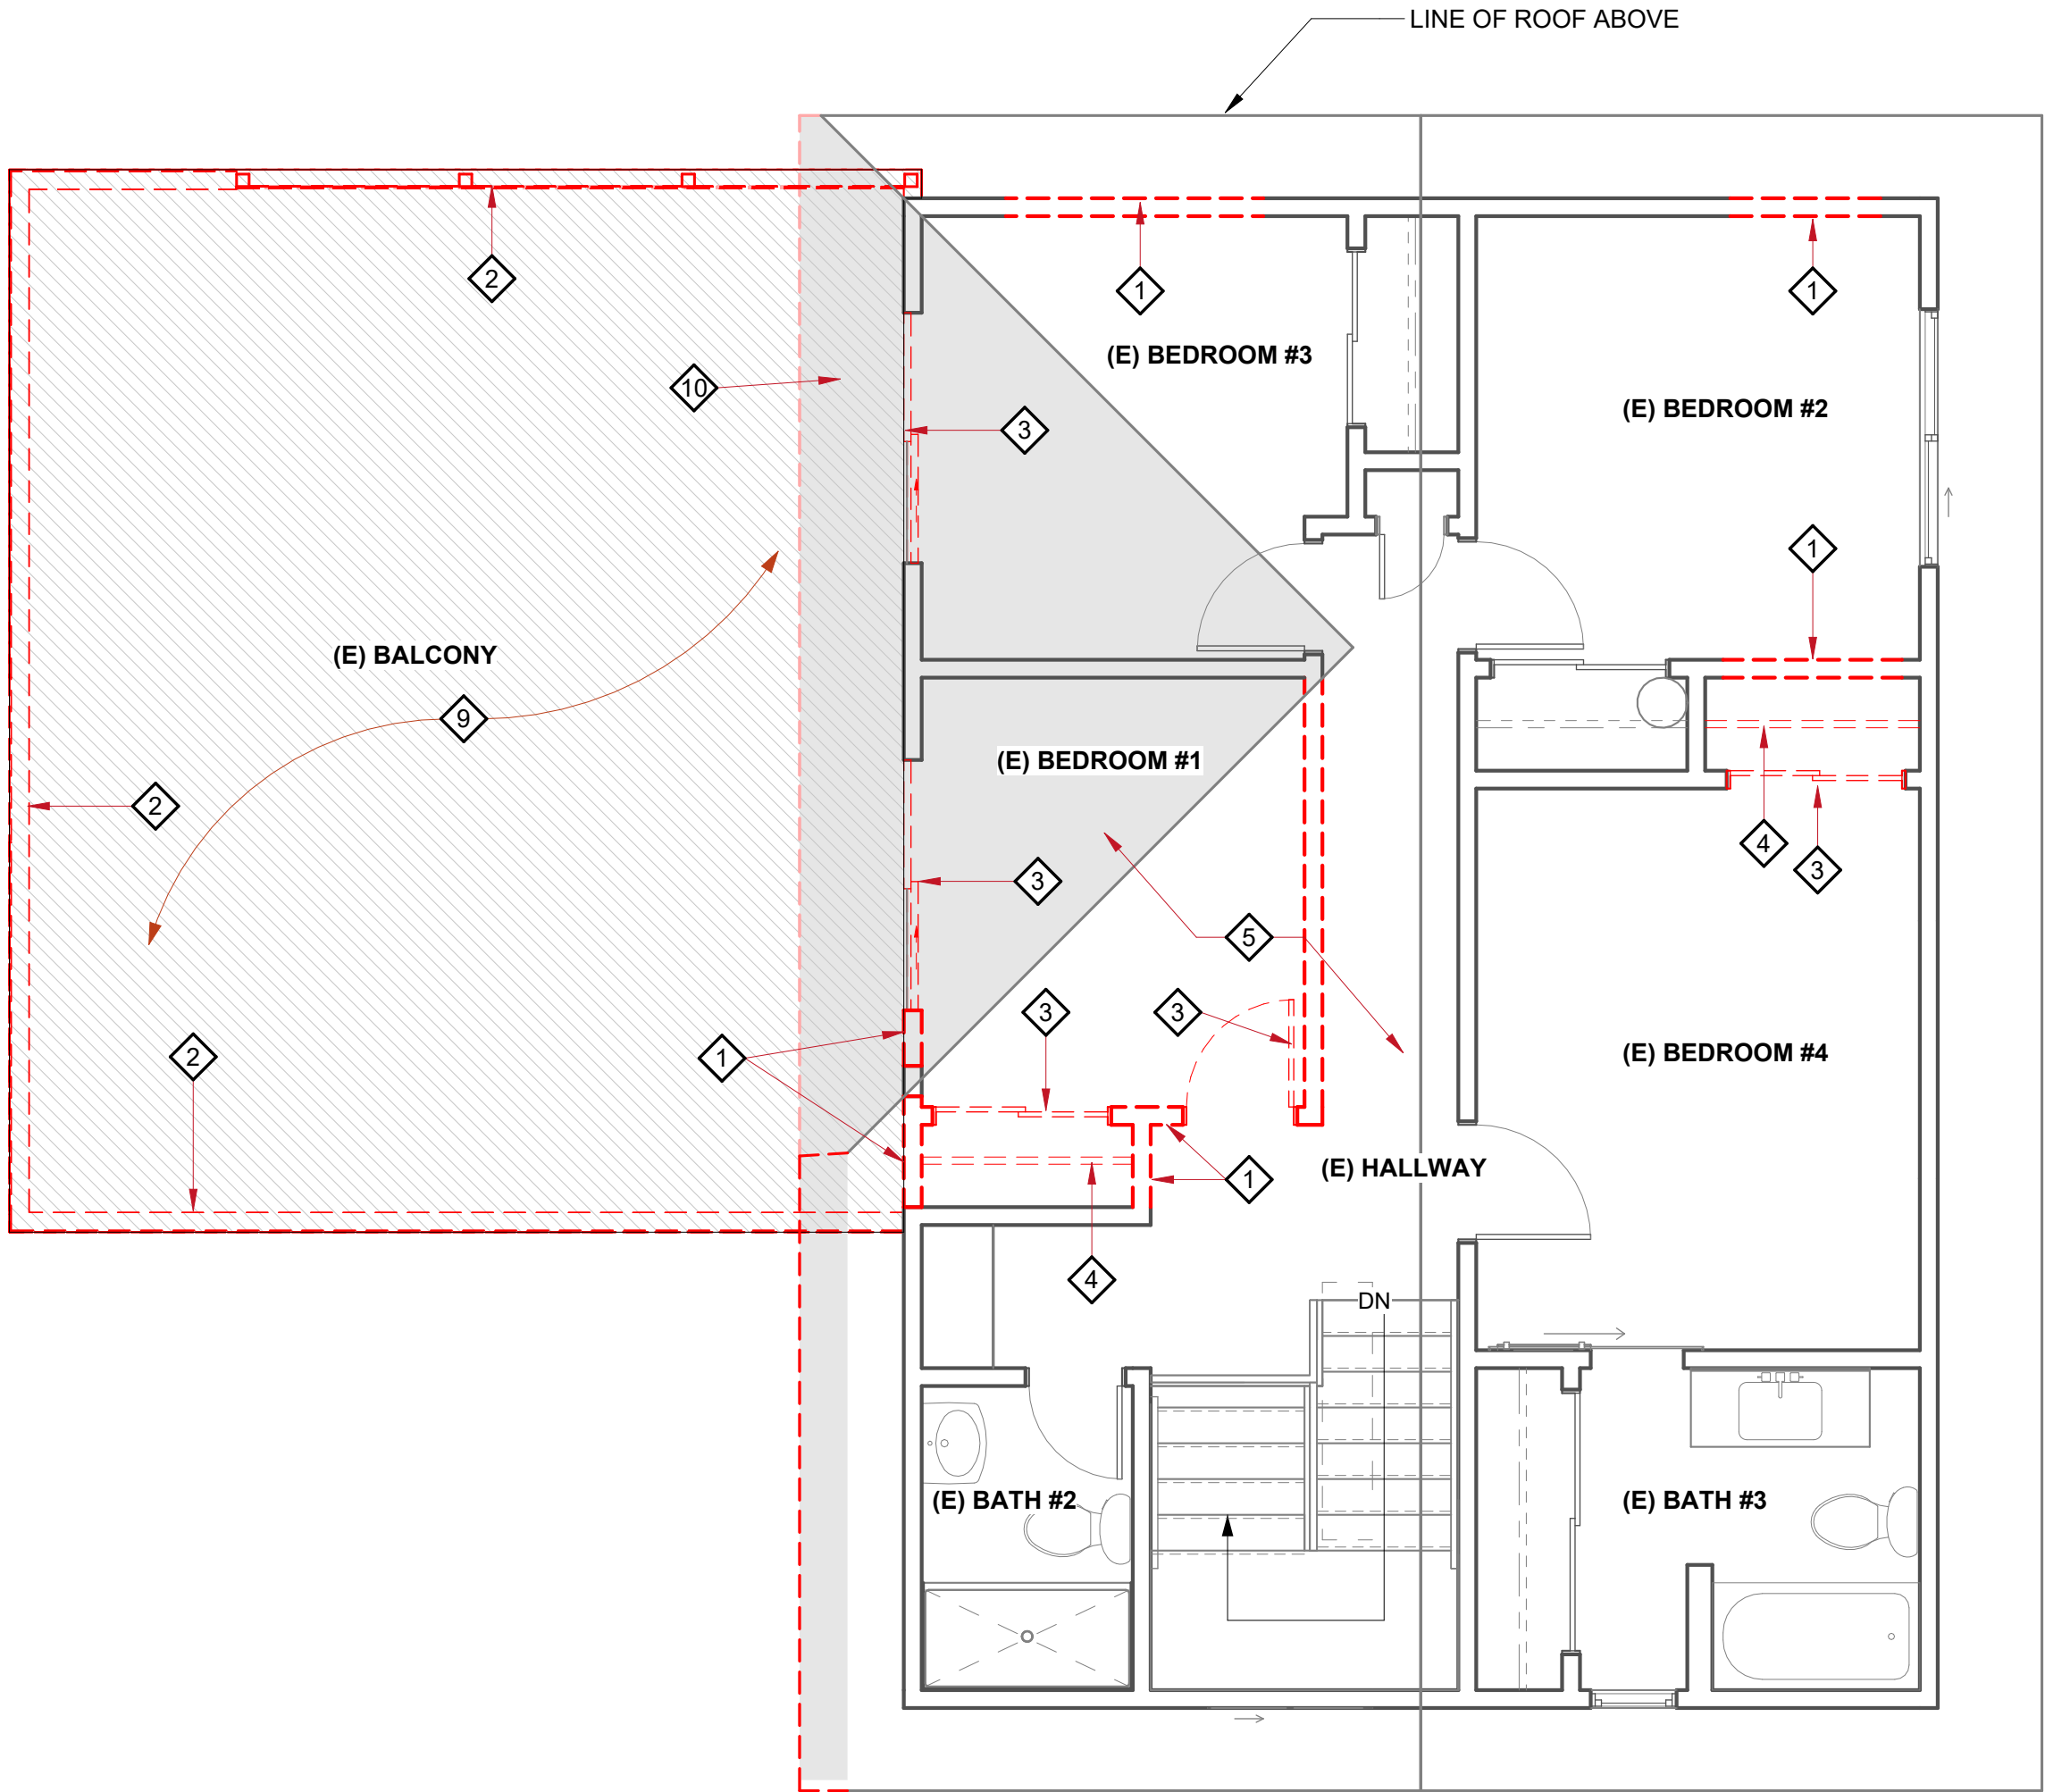 LINE OF ROOF ABOVE
2
1
1
(E) BEDROOM #3
10
(E) BEDROOM #2
3
1
(E) BALCONY
9
(E) BEDROOM #1
2
4
3
3
5
3
3
2
1
(E) BEDROOM #4
(E) HALLWAY
1
4
DN
(E) BATH #2
(E) BATH #3